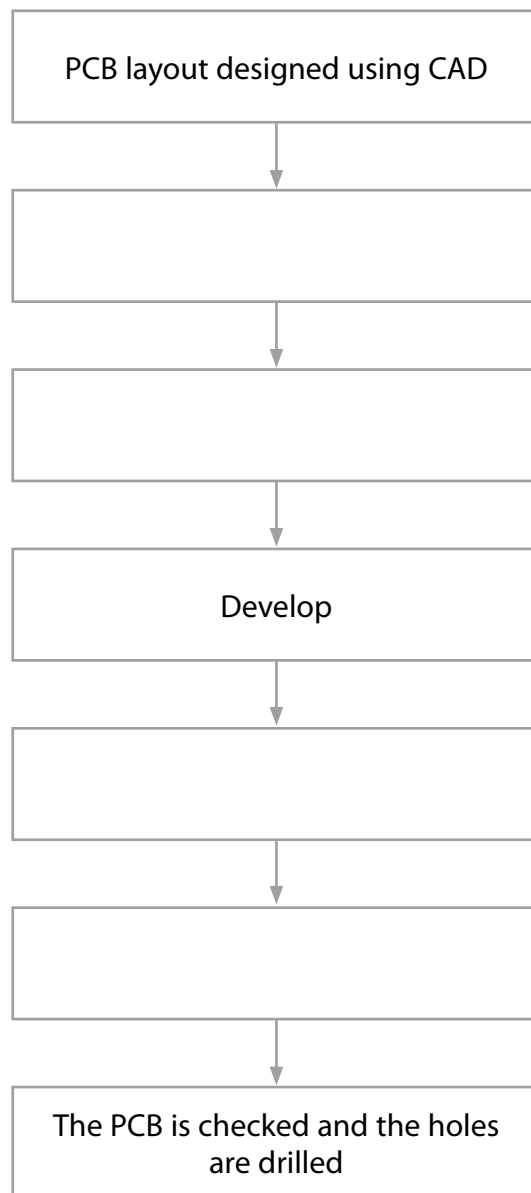 PCB layout designed using CAD
Develop
The PCB is checked and the holes
are drilled